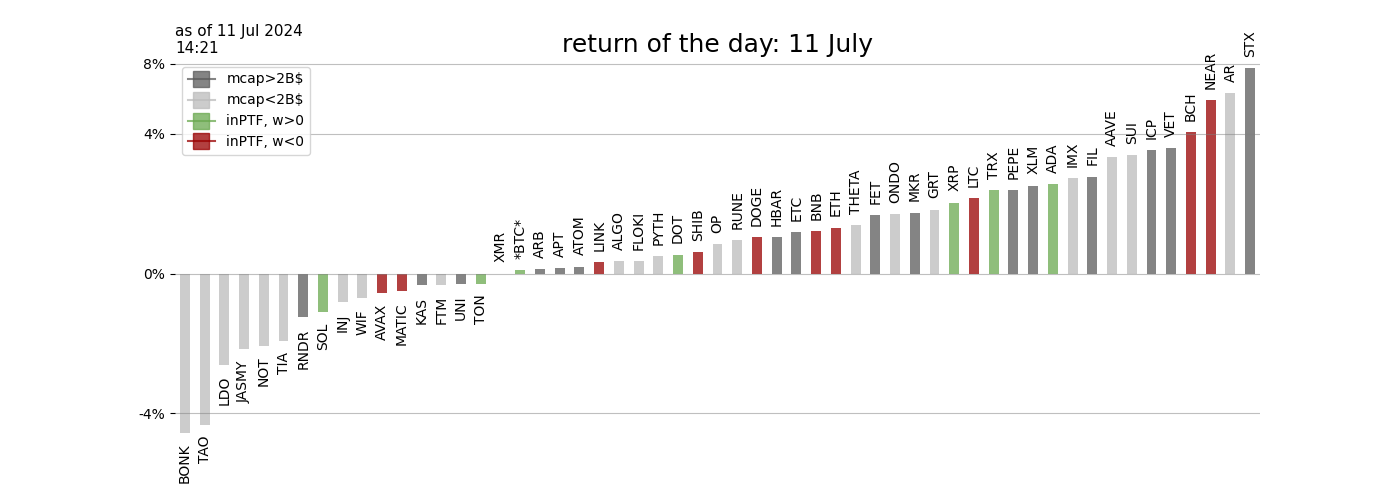 as of 11 Jul 2024
14:21
return of the day: 11 July
8%
4%
0%
-4%
mcap>2B$
mcap<2B$
inPTF, w>0
inPTF, w<0
BONK
TAO
LDO
JASMY
NOT
TIA
RNDR
SOL
INJ
WIF
AVAX
MATIC
KAS
FTM
UNI
TON
XMR
*BTC*
ARB
APT
ATOM
LINK
ALGO
FLOKI
PYTH
DOT
SHIB
OP
RUNE
DOGE
HBAR
ETC
BNB
ETH
THETA
FET
ONDO
MKR
GRT
XRP
LTC
TRX
PEPE
XLM
ADA
IMX
FIL
AAVE
SUI
ICP
VET
BCH
NEAR
AR
STX